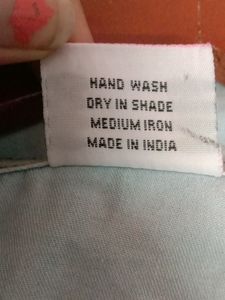 HAND WASH
DRY IN SHADE
MEDIUM IRON
MADE IN INDIA